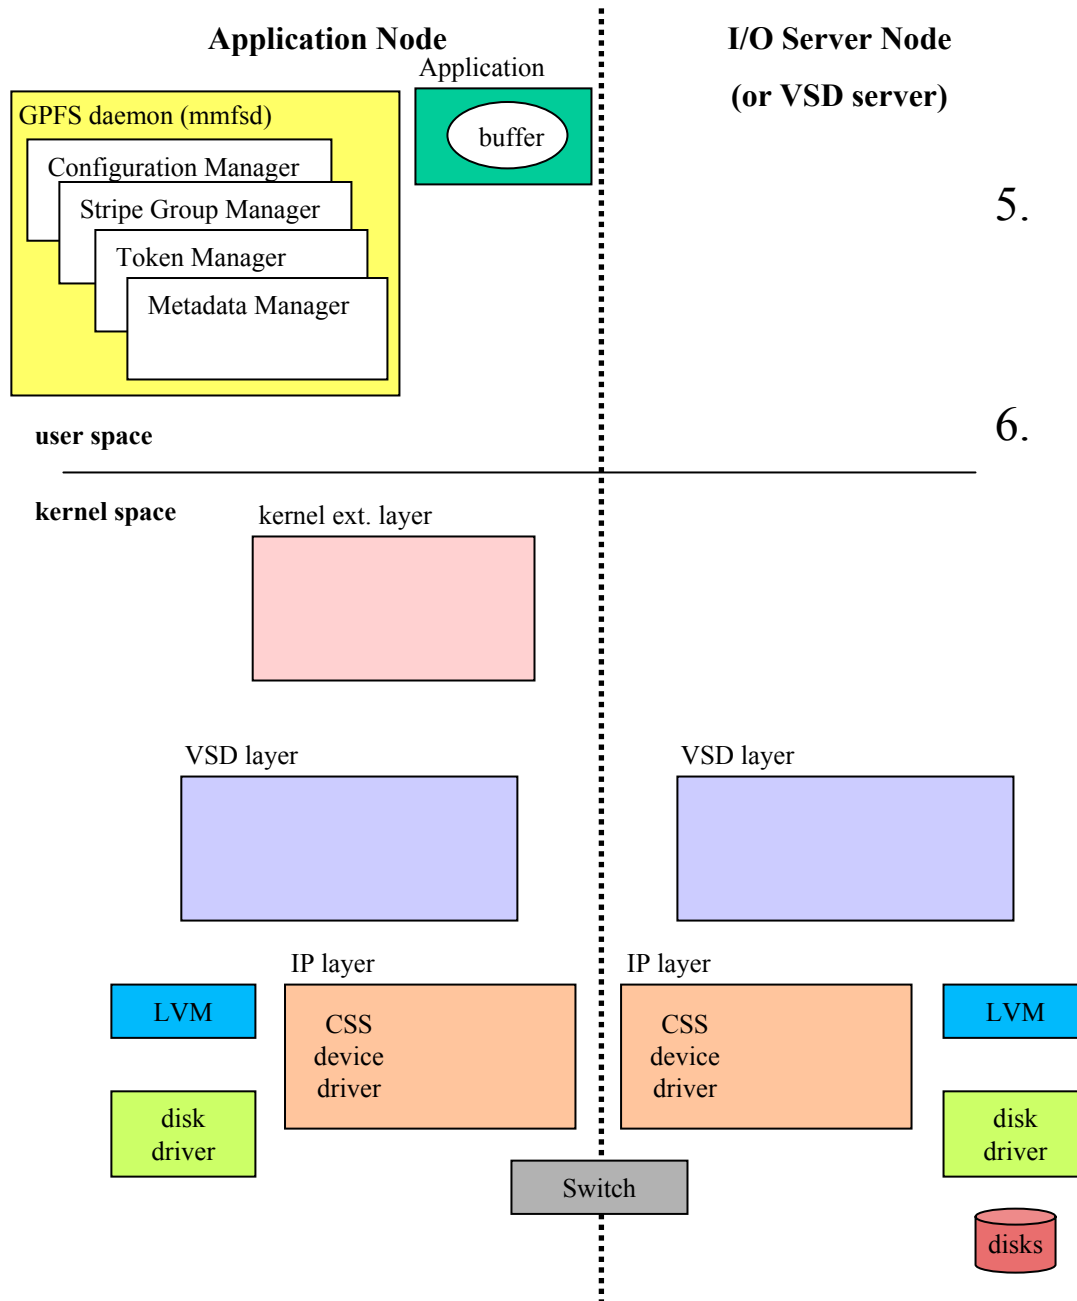 Application Node
I/O Server Node
(or VSD server)
Application
buffer
GPFS daemon (mmfsd)
Configuration Manager
Stripe Group Manager
Token Manager
Metadata Manager
5.
6.
user space
kernel space
kernel ext. layer
VSD layer
VSD layer
IP layer
IP layer
LVM
CSS
device
driver
CSS
device
driver
LVM
disk
driver
disk
driver
Switch
disks